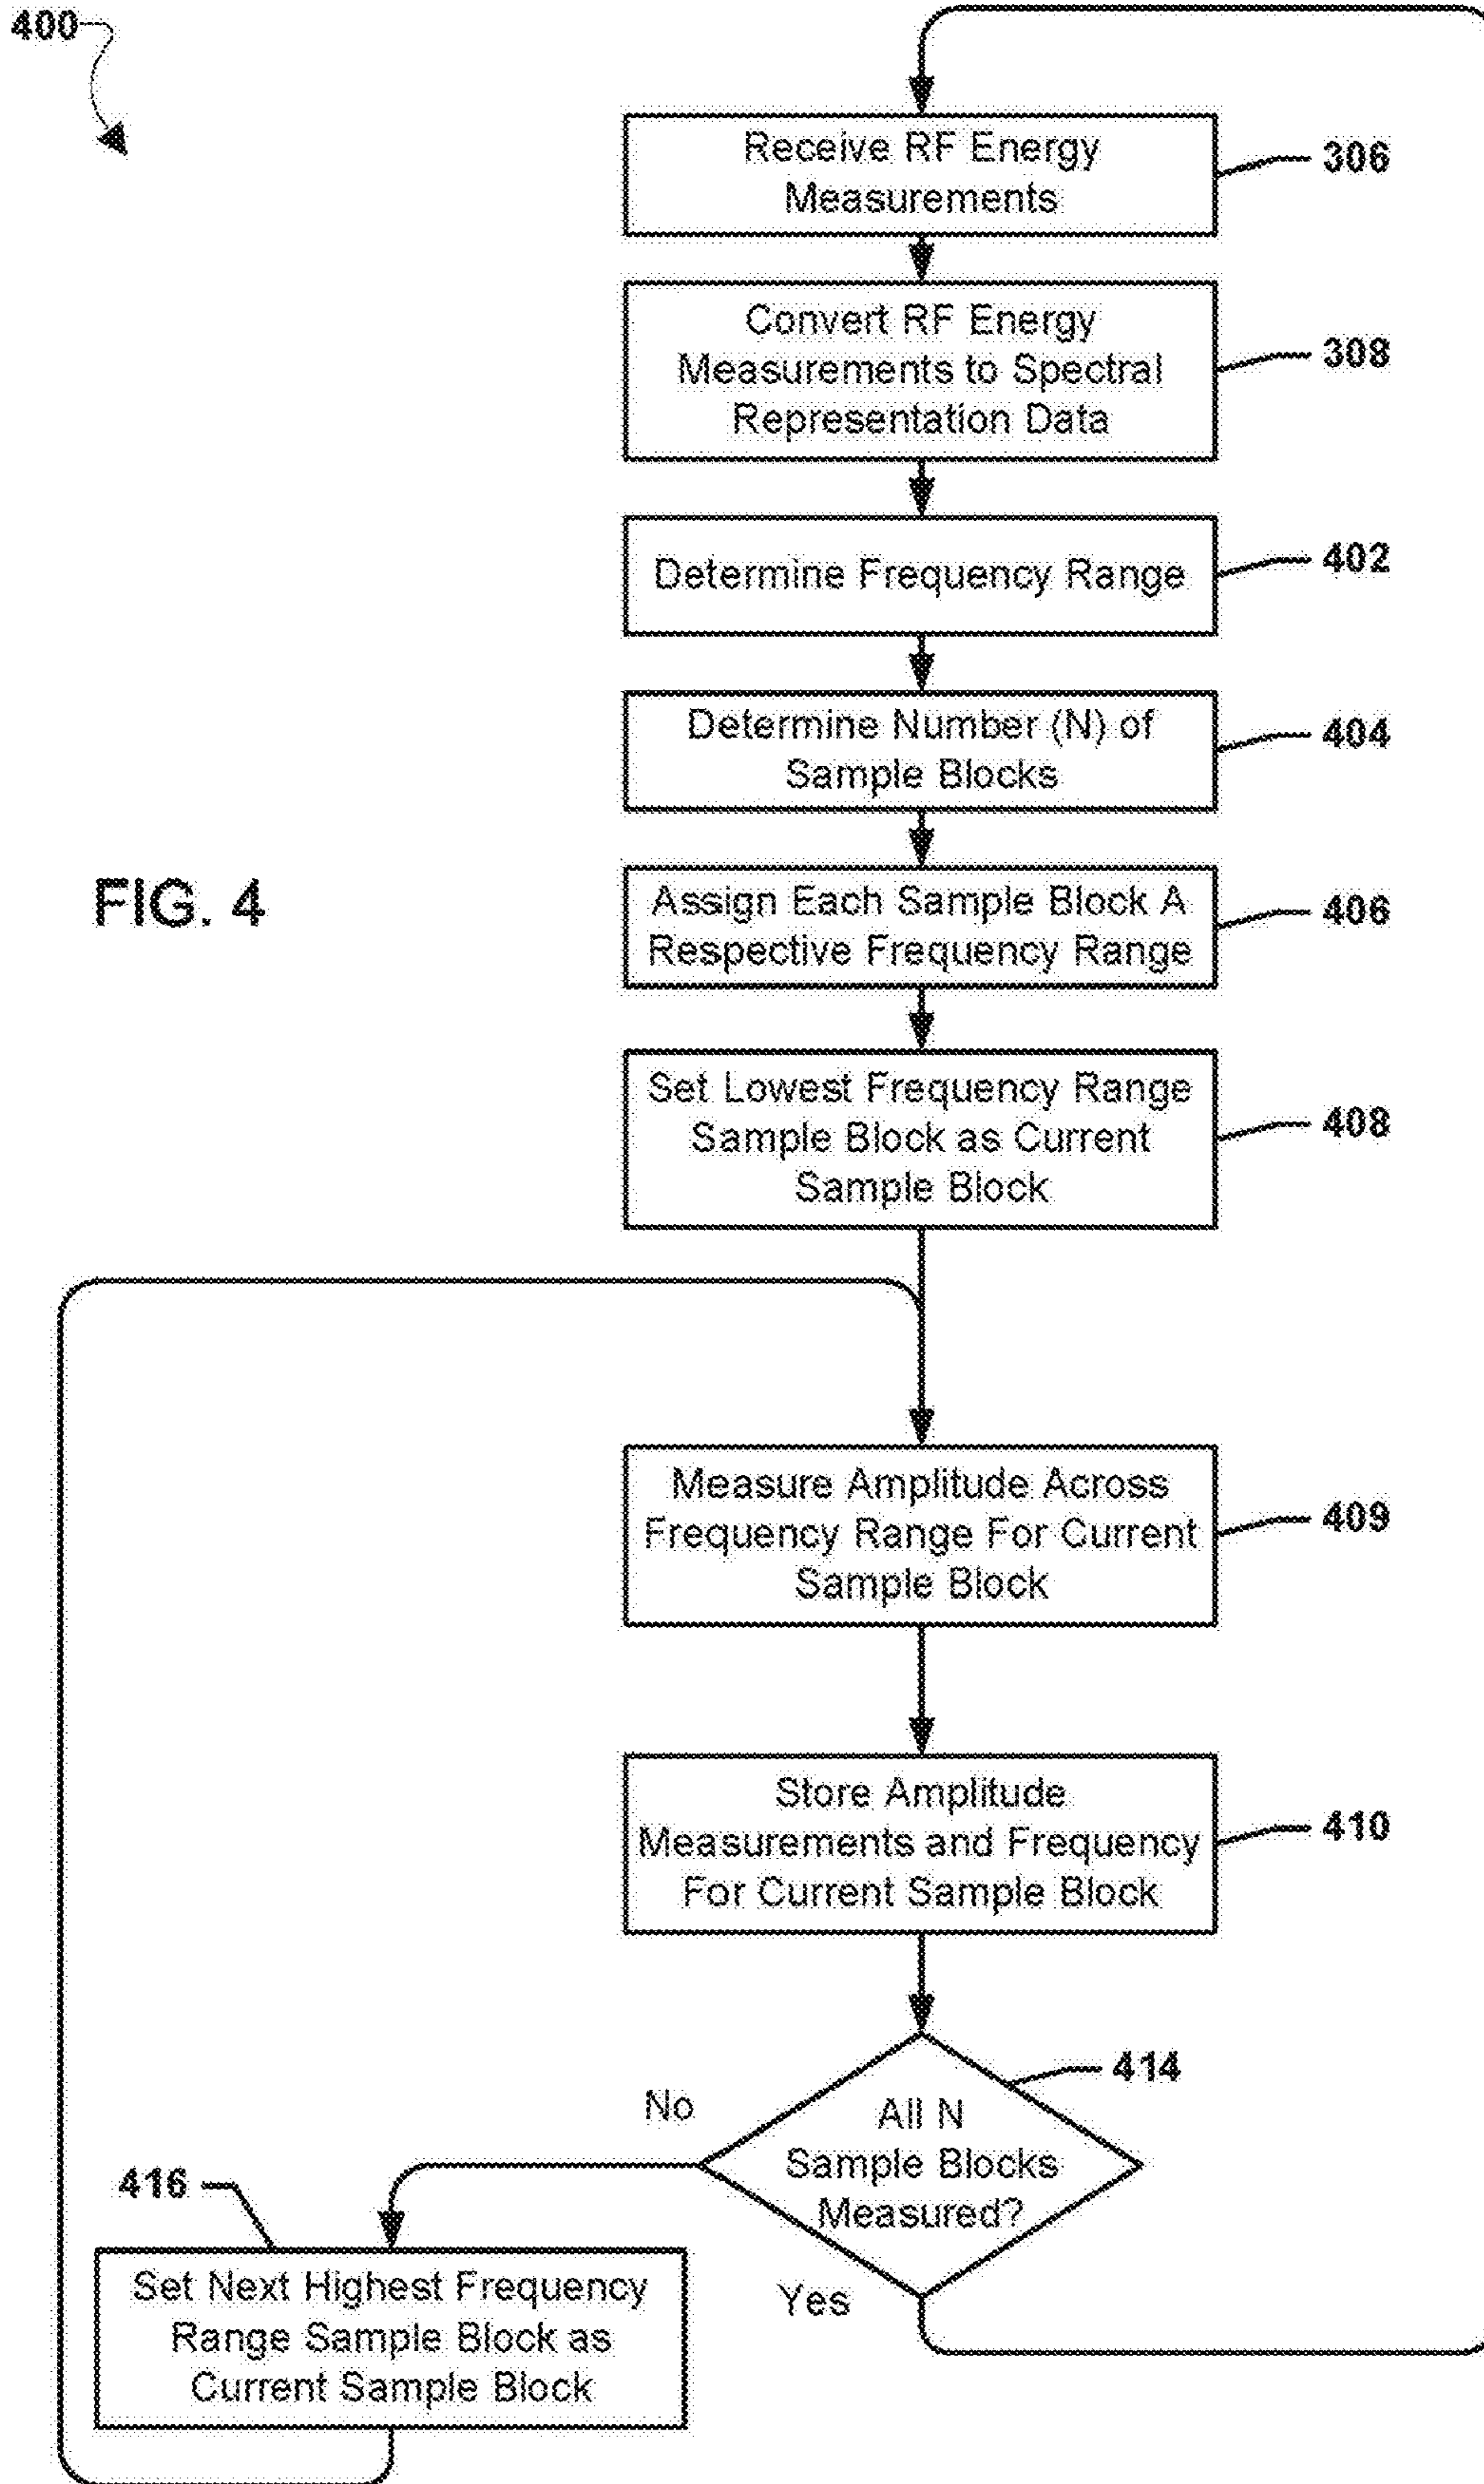 400
Receive RF Energy
Measurements
306
Convert RF Energy
Measurements to Spectral
Representation Data
308
Determine Frequency Range
402
Determine Number (N) of
Sample Blocks
404
FIG. 4
Assign Each Sample Block A
Respective Frequency Range
406
Set Lowest Frequency Range
Sample Block as Current
Sample Block
408
Measure Amplitude Across
Frequency Range For Current
Sample Block
409
Store Amplitude
Measurements and Frequency
For Current Sample Block
410
414
No
All N
Sample Blocks
Measured?
Yes
416
Set Next Highest Frequency
Range Sample Block as
Current Sample Block